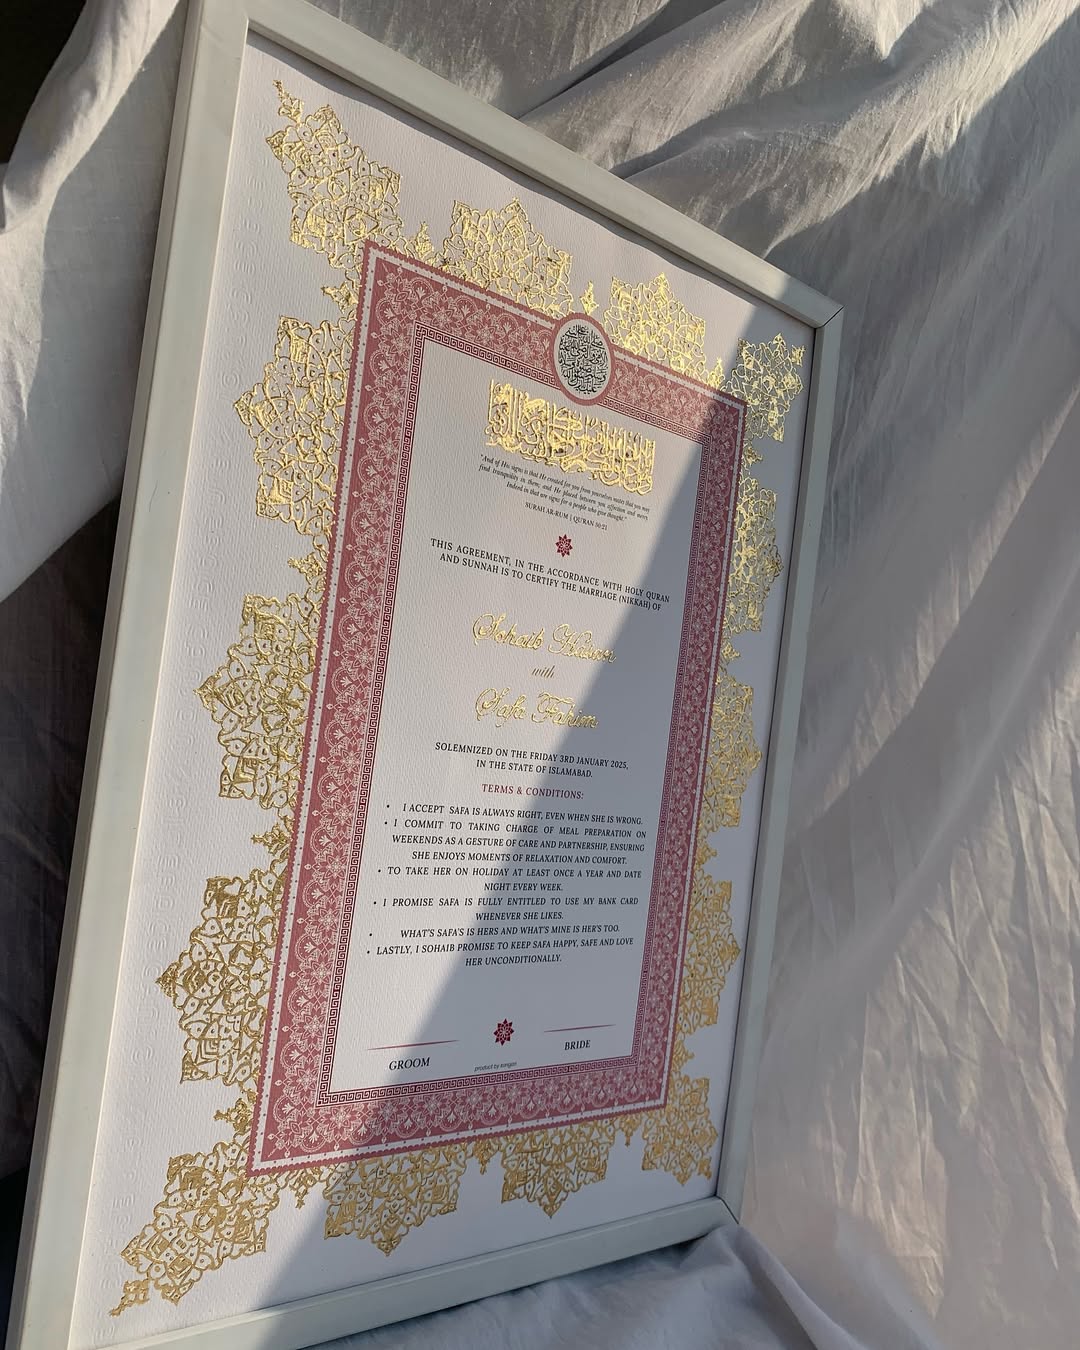 "And of His signs is that He created for you from yourselves mates that you may
find tranquility in them; and He placed between you affection and mercy.
Indeed in that are signs for a people who give thought."
SURAH AR-RUM | QURAN 30:21
THIS AGREEMENT, IN THE ACCORDANCE WITH HOLY QURAN
AND SUNNAH IS TO CERTIFY THE MARRIAGE (NIKKAH) OF
Sohaib Hassan
with
Safa Fahim
SOLEMNIZED ON THE FRIDAY 3RD JANUARY 2025,
IN THE STATE OF ISLAMABAD.
TERMS & CONDITIONS:
• I ACCEPT SAFA IS ALWAYS RIGHT, EVEN WHEN SHE IS WRONG.
• I COMMIT TO TAKING CHARGE OF MEAL PREPARATION ON
WEEKENDS AS A GESTURE OF CARE AND PARTNERSHIP, ENSURING
SHE ENJOYS MOMENTS OF RELAXATION AND COMFORT.
• TO TAKE HER ON HOLIDAY AT LEAST ONCE A YEAR AND DATE
NIGHT EVERY WEEK.
• I PROMISE SAFA IS FULLY ENTITLED TO USE MY BANK CARD
WHENEVER SHE LIKES.
• WHAT'S SAFA'S IS HERS AND WHAT'S MINE IS HER'S TOO.
• LASTLY, I SOHAIB PROMISE TO KEEP SAFA HAPPY, SAFE AND LOVE
HER UNCONDITIONALLY.
GROOM
BRIDE
product by